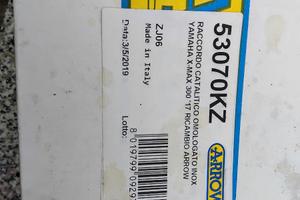 53070KZ
RACCORDO CATALITICO OMOLOGATO INOX
YAMAHA X-MAX 300 '17 RICAMBIO ARROW
ARROW
ZJ06
Made in Italy
Data:3/5/2019
Lotto: